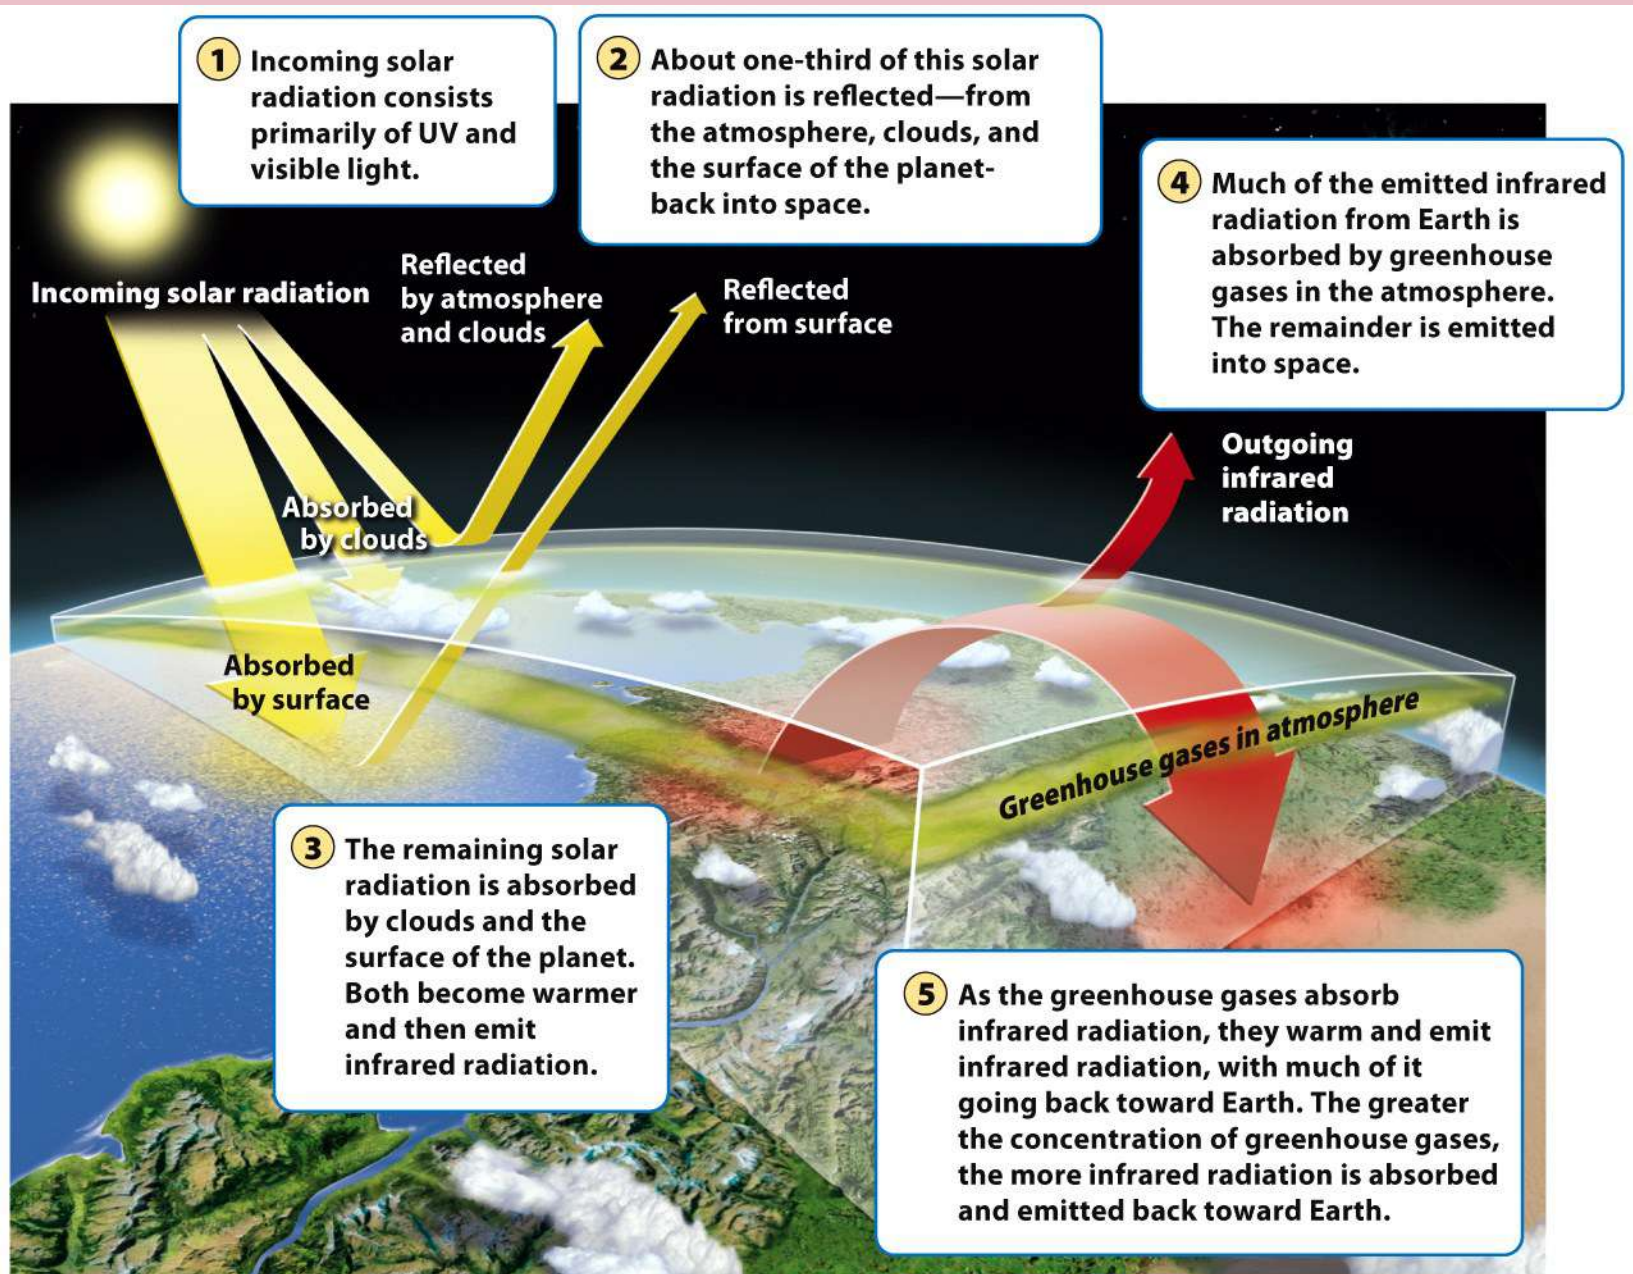 1 Incoming solar
radiation consists
primarily of UV and
visible light.
2 About one-third of this solar
radiation is reflected—from
the atmosphere, clouds, and
the surface of the planet-
back into space.
4 Much of the emitted infrared
radiation from Earth is
absorbed by greenhouse
gases in the atmosphere.
The remainder is emitted
into space.
Incoming solar radiation
Reflected
by atmosphere
and clouds
Reflected
from surface
Outgoing
infrared
radiation
Absorbed
by clouds
Absorbed
by surface
Greenhouse gases in atmosphere
3 The remaining solar
radiation is absorbed
by clouds and the
surface of the planet.
Both become warmer
and then emit
infrared radiation.
5 As the greenhouse gases absorb
infrared radiation, they warm and emit
infrared radiation, with much of it
going back toward Earth. The greater
the concentration of greenhouse gases,
the more infrared radiation is absorbed
and emitted back toward Earth.